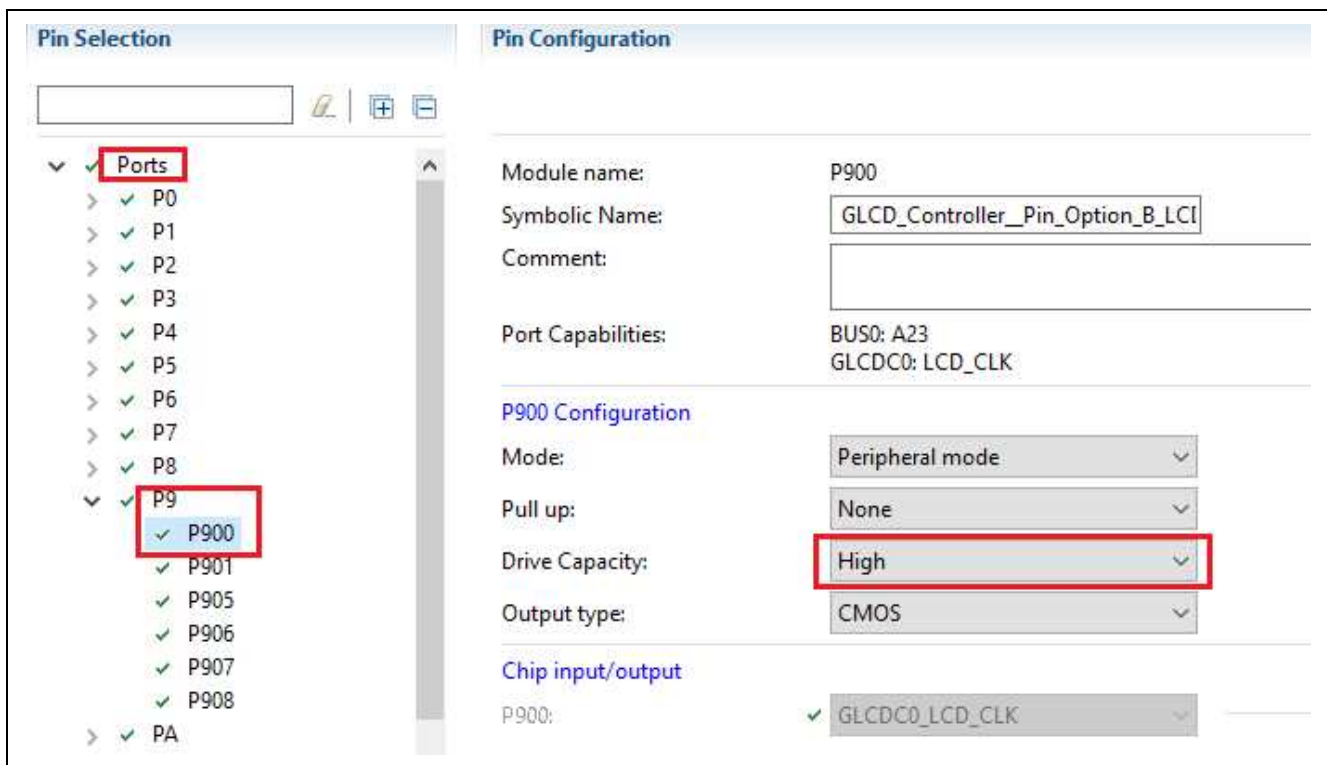 Pin Selection
Pin Configuration
Ports
P0
P1
P2
P3
P4
P5
P6
P7
P8
P9
P900
P901
P905
P906
P907
P908
PA
Module name: P900
Symbolic Name: GLCD_Controller__Pin_Option_B_LCD
Comment:
Port Capabilities: BUS0: A23
GLCDC0: LCD_CLK
P900 Configuration
Mode: Peripheral mode
Pull up: None
Drive Capacity: High
Output type: CMOS
Chip input/output
P900: GLCDC0_LCD_CLK